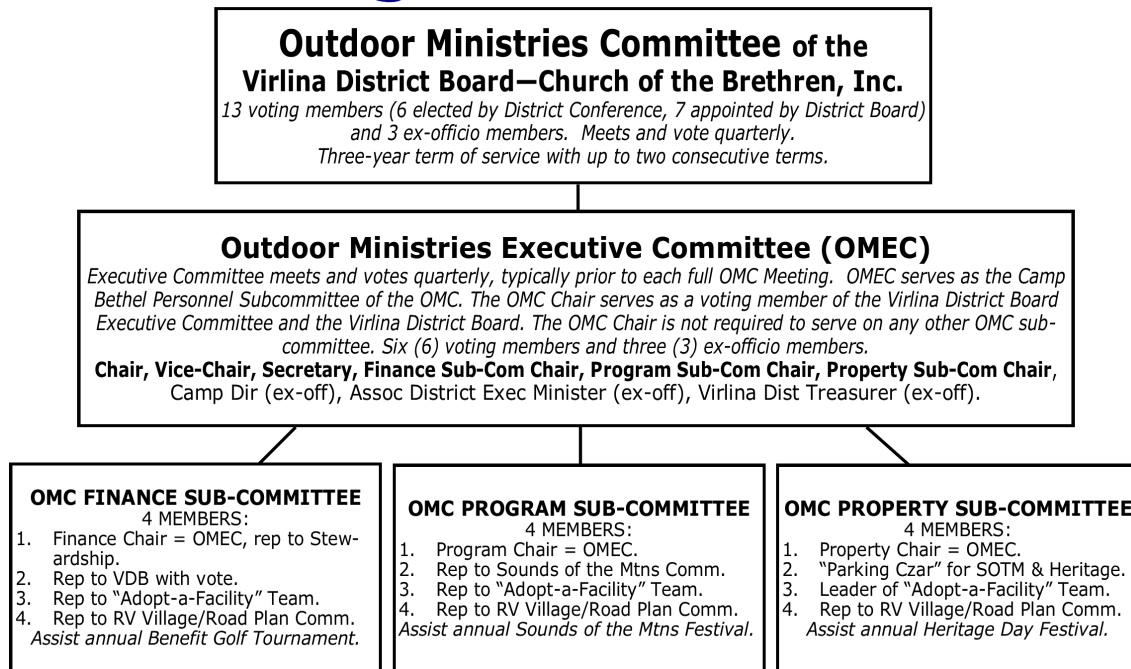 Outdoor Ministries Committee of the
Virlina District Board—Church of the Brethren, Inc.
13 voting members (6 elected by District Conference, 7 appointed by District Board)
and 3 ex-officio members. Meets and vote quarterly.
Three-year term of service with up to two consecutive terms.
Outdoor Ministries Executive Committee (OMEC)
Executive Committee meets and votes quarterly, typically prior to each full OMC Meeting. OMEC serves as the Camp
Bethel Personnel Subcommittee of the OMC. The OMC Chair serves as a voting member of the Virlina District Board
Executive Committee and the Virlina District Board. The OMC Chair is not required to serve on any other OMC sub-
committee. Six (6) voting members and three (3) ex-officio members.
Chair, Vice-Chair, Secretary, Finance Sub-Com Chair, Program Sub-Com Chair, Property Sub-Com Chair,
Camp Dir (ex-off), Assoc District Exec Minister (ex-off), Virlina Dist Treasurer (ex-off).
OMC FINANCE SUB-COMMITTEE
4 MEMBERS:
1. Finance Chair = OMEC, rep to Stew-
ardship.
2. Rep to VDB with vote.
3. Rep to “Adopt-a-Facility” Team.
4. Rep to RV Village/Road Plan Comm.
Assist annual Benefit Golf Tournament.
OMC PROGRAM SUB-COMMITTEE
4 MEMBERS:
1. Program Chair = OMEC.
2. Rep to Sounds of the Mtns Comm.
3. Rep to “Adopt-a-Facility” Team.
4. Rep to RV Village/Road Plan Comm.
Assist annual Sounds of the Mtns Festival.
OMC PROPERTY SUB-COMMITTEE
4 MEMBERS:
1. Property Chair = OMEC.
2. “Parking Czar” for SOTM & Heritage.
3. Leader of “Adopt-a-Facility” Team.
4. Rep to RV Village/Road Plan Comm.
Assist annual Heritage Day Festival.